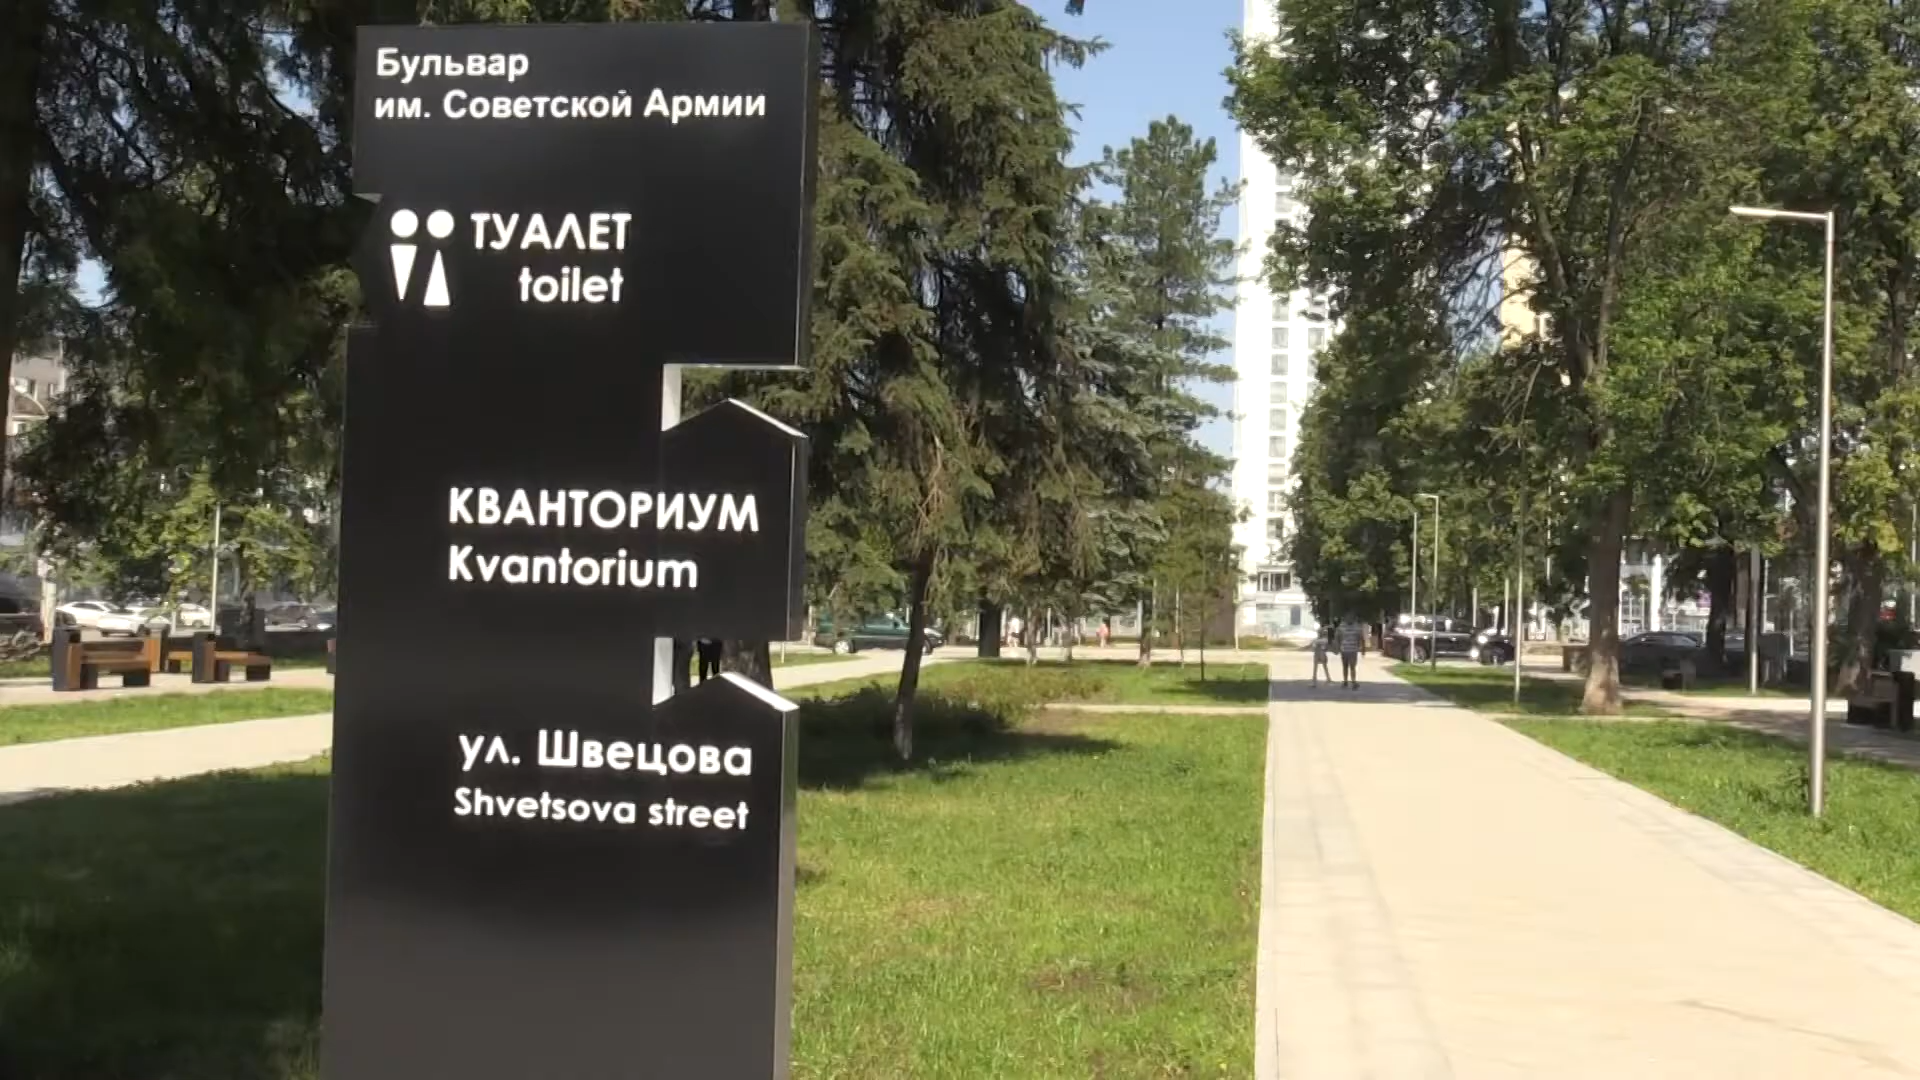 Бульвар
им. Советской Армии
ТУАЛЕТ
toilet
КВАНТОРИУМ
Kvantorium
ул. Швецова
Shvetsova street